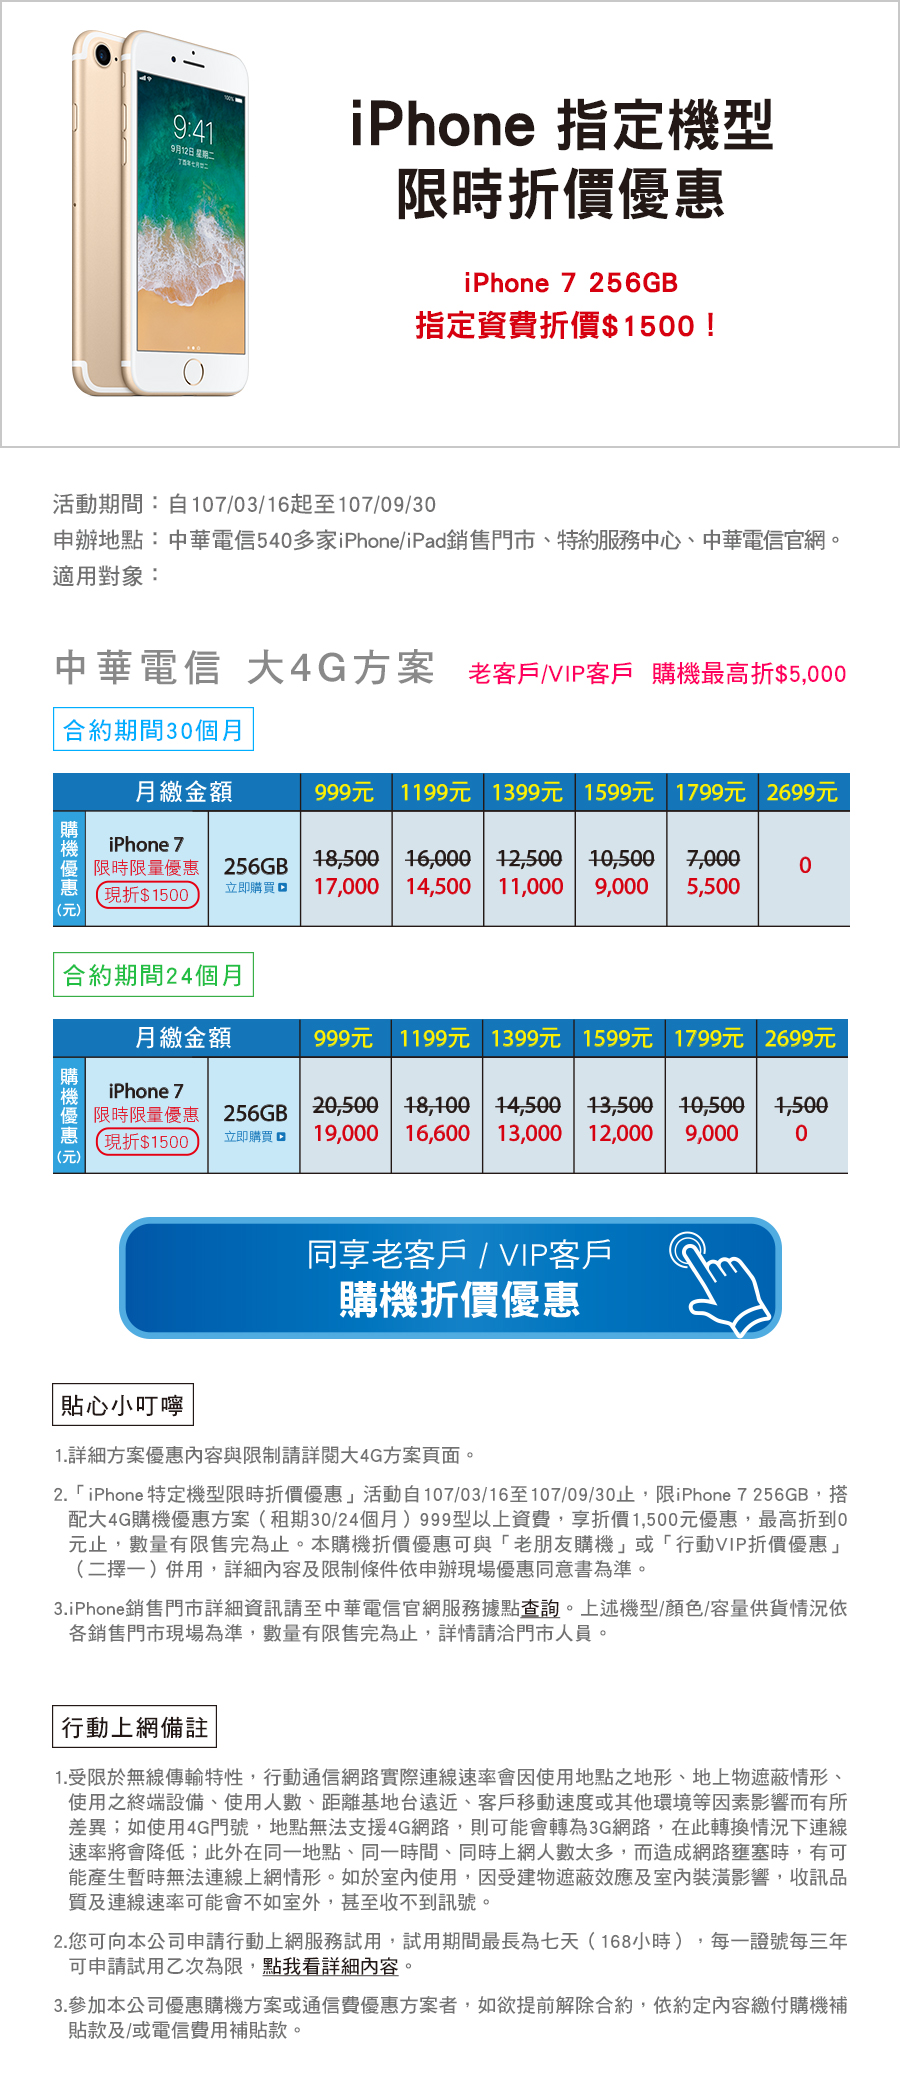 100%
9:41
9月12日 星期二
丁酉年七月廿二
iPhone 指定機型
限時折價優惠
iPhone 7 256GB
指定資費折價$1500！
活動期間：自107/03/16起至107/09/30
申辦地點：中華電信540多家iPhone/iPad銷售門市、特約服務中心、中華電信官網。
適用對象：
中華電信 大4G方案 老客戶/VIP客戶 購機最高折$5,000
合約期間30個月
月繳金額 999元 1199元 1399元 1599元 1799元 2699元
購機優惠(元)
iPhone 7
限時限量優惠
現折$1500
256GB
立即購買
18,500 16,000 12,500 10,500 7,000 0
17,000 14,500 11,000 9,000 5,500
合約期間24個月
月繳金額 999元 1199元 1399元 1599元 1799元 2699元
購機優惠(元)
iPhone 7
限時限量優惠
現折$1500
256GB
立即購買
20,500 18,100 14,500 13,500 10,500 1,500
19,000 16,600 13,000 12,000 9,000 0
同享老客戶 / VIP客戶
購機折價優惠
貼心小叮嚀
1.詳細方案優惠內容與限制請詳閱大4G方案頁面。
2.「iPhone 特定機型限時折價優惠」活動自107/03/16至107/09/30止，限iPhone 7 256GB，搭
配大4G購機優惠方案（租期30/24個月）999型以上資費，享折價1,500元優惠，最高折到0
元止，數量有限售完為止。本購機折價優惠可與「老朋友購機」或「行動VIP折價優惠」
（二擇一）併用，詳細內容及限制條件依申辦現場優惠同意書為準。
3.iPhone銷售門市詳細資訊請至中華電信官網服務據點查詢。上述機型/顏色/容量供貨情況依
各銷售門市現場為準，數量有限售完為止，詳情請洽門市人員。
行動上網備註
1.受限於無線傳輸特性，行動通信網路實際連線速率會因使用地點之地形、地上物遮蔽情形、
使用之終端設備、使用人數、距離基地台遠近、客戶移動速度或其他環境等因素影響而有所
差異；如使用4G門號，地點無法支援4G網路，則可能會轉為3G網路，在此轉換情況下連線
速率將會降低；此外在同一地點、同一時間、同時上網人數太多，而造成網路壅塞時，有可
能產生暫時無法連線上網情形。如於室內使用，因受建物遮蔽效應及室內裝潢影響，收訊品
質及連線速率可能會不如室外，甚至收不到訊號。
2.您可向本公司申請行動上網服務試用，試用期間最長為七天（168小時），每一證號每三年
可申請試用乙次為限，點我看詳細內容。
3.參加本公司優惠購機方案或通信費優惠方案者，如欲提前解除合約，依約定內容繳付購機補
貼款及/或電信費用補貼款。